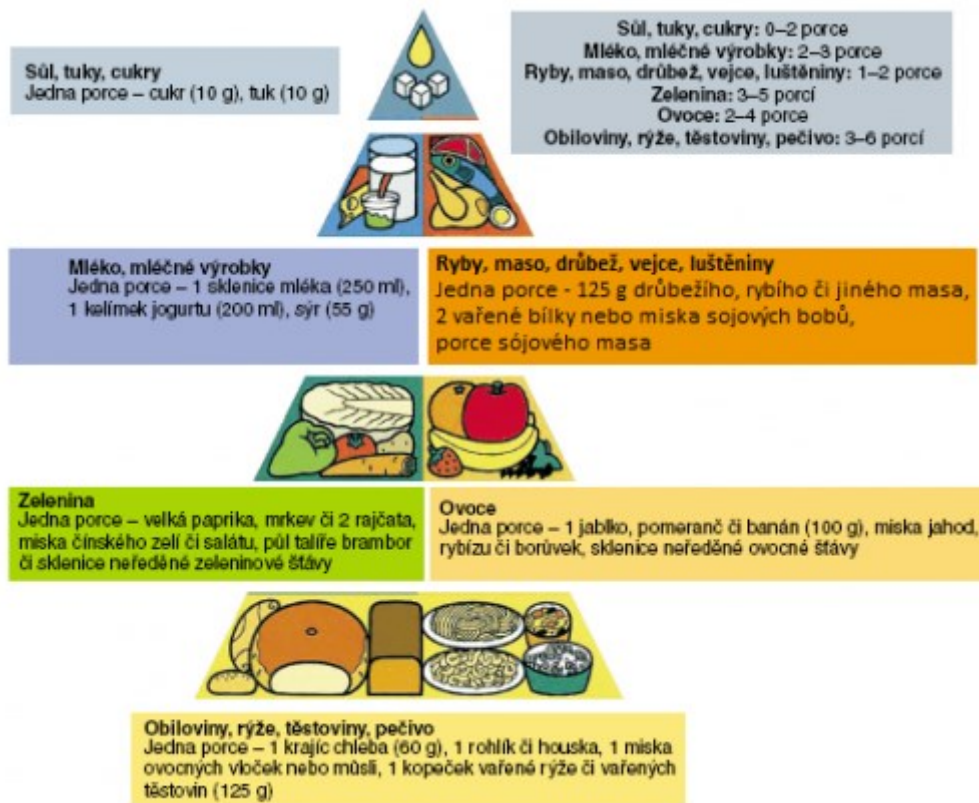 Sůl, tuky, cukry
Jedna porce – cukr (10 g), tuk (10 g)
Sůl, tuky, cukry: 0–2 porce
Mléko, mléčné výrobky: 2–3 porce
Ryby, maso, drůbež, vejce, luštěniny: 1–2 porce
Zelenina: 3–5 porcí
Ovoce: 2–4 porce
Obiloviny, rýže, těstoviny, pečivo: 3–6 porcí
Mléko, mléčné výrobky
Jedna porce – 1 sklenice mléka (250 ml),
1 kelímek jogurtu (200 ml), sýr (55 g)
Ryby, maso, drůbež, vejce, luštěniny
Jedna porce - 125 g drůbežího, rybího či jiného masa,
2 vařené bílky nebo miska sojových bobů,
porce sójového masa
Zelenina
Jedna porce – velká paprika, mrkev či 2 rajčata,
miska čínského zelí či salátu, půl talíře brambor
či sklenice neředěné zeleninové šťávy
Ovoce
Jedna porce – 1 jablko, pomeranč či banán (100 g), miska jahod,
rybízu či borůvek, sklenice neředěné ovocné šťávy
Obiloviny, rýže, těstoviny, pečivo
Jedna porce – 1 krajíc chleba (60 g), 1 rohlík či houska, 1 miska
ovocných vloček nebo műsli, 1 kopeček vařené rýže či vařených
těstovin (125 g)